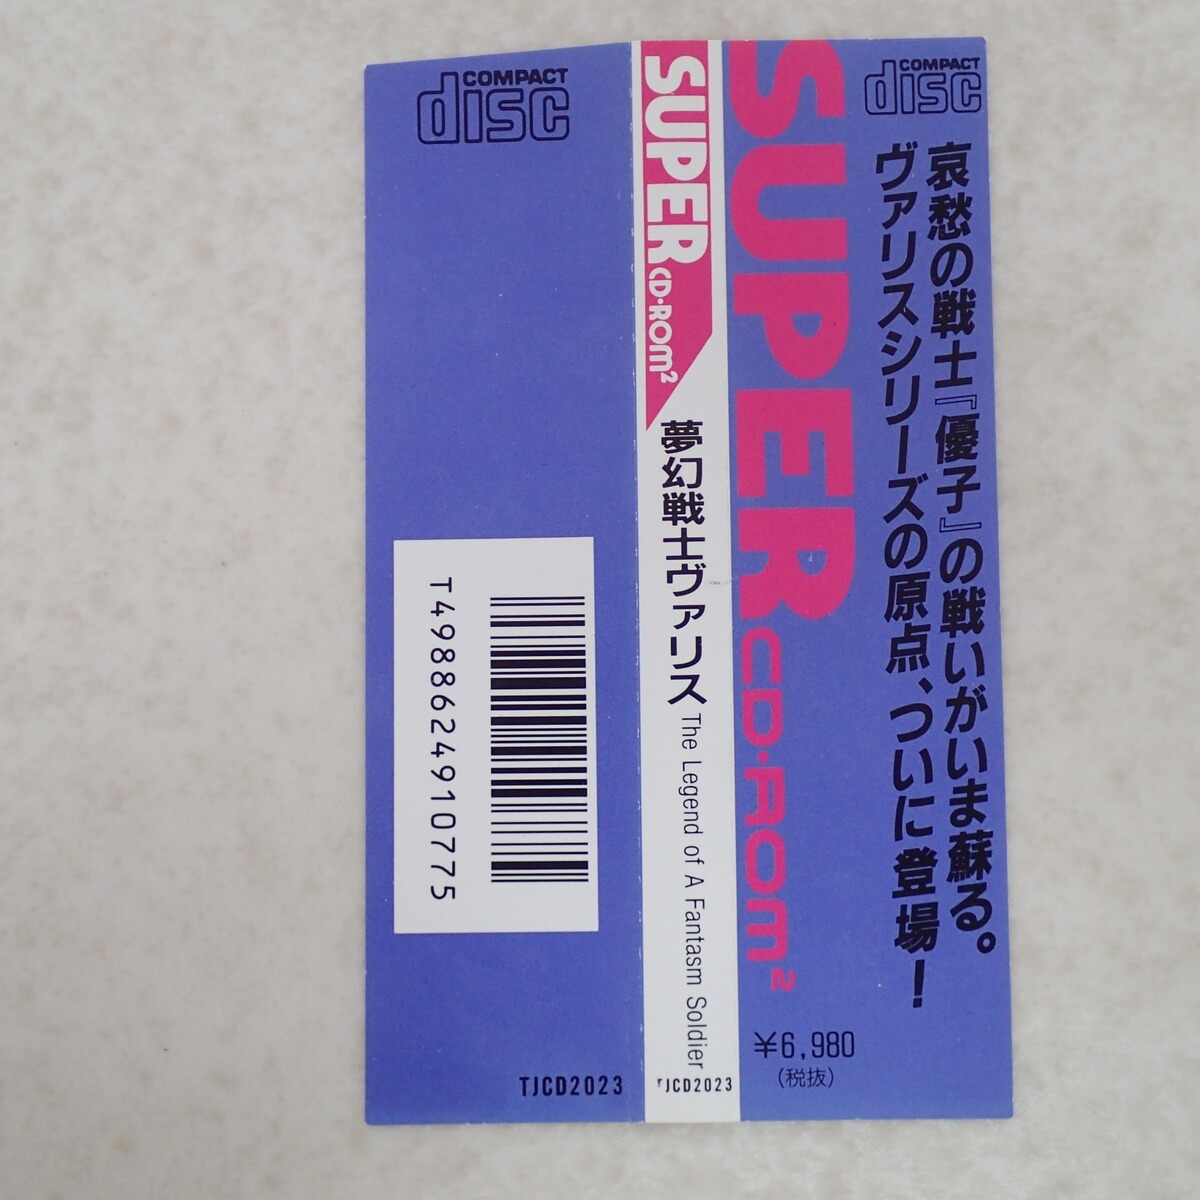 COMPACT
disc
T4988624910775
TJCD2023
SUPER
CD·ROM²
夢幻戦士ヴァリス
The Legend of A Fantasm Soldier
TJCD2023
SUPER
CD·ROM²
COMPACT
disc
哀愁の戦士『優子』の戦いがいま蘇る。
ヴァリスシリーズの原点、ついに登場!
¥6,980
(税抜)